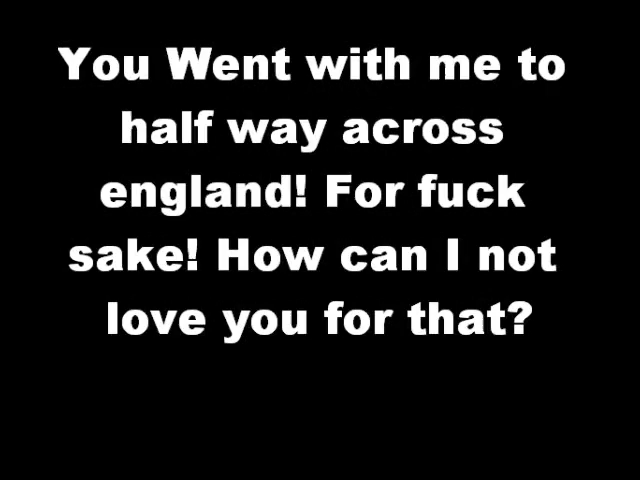 You Went with me to
half way across
england! For fuck
sake! How can I not
love you for that?